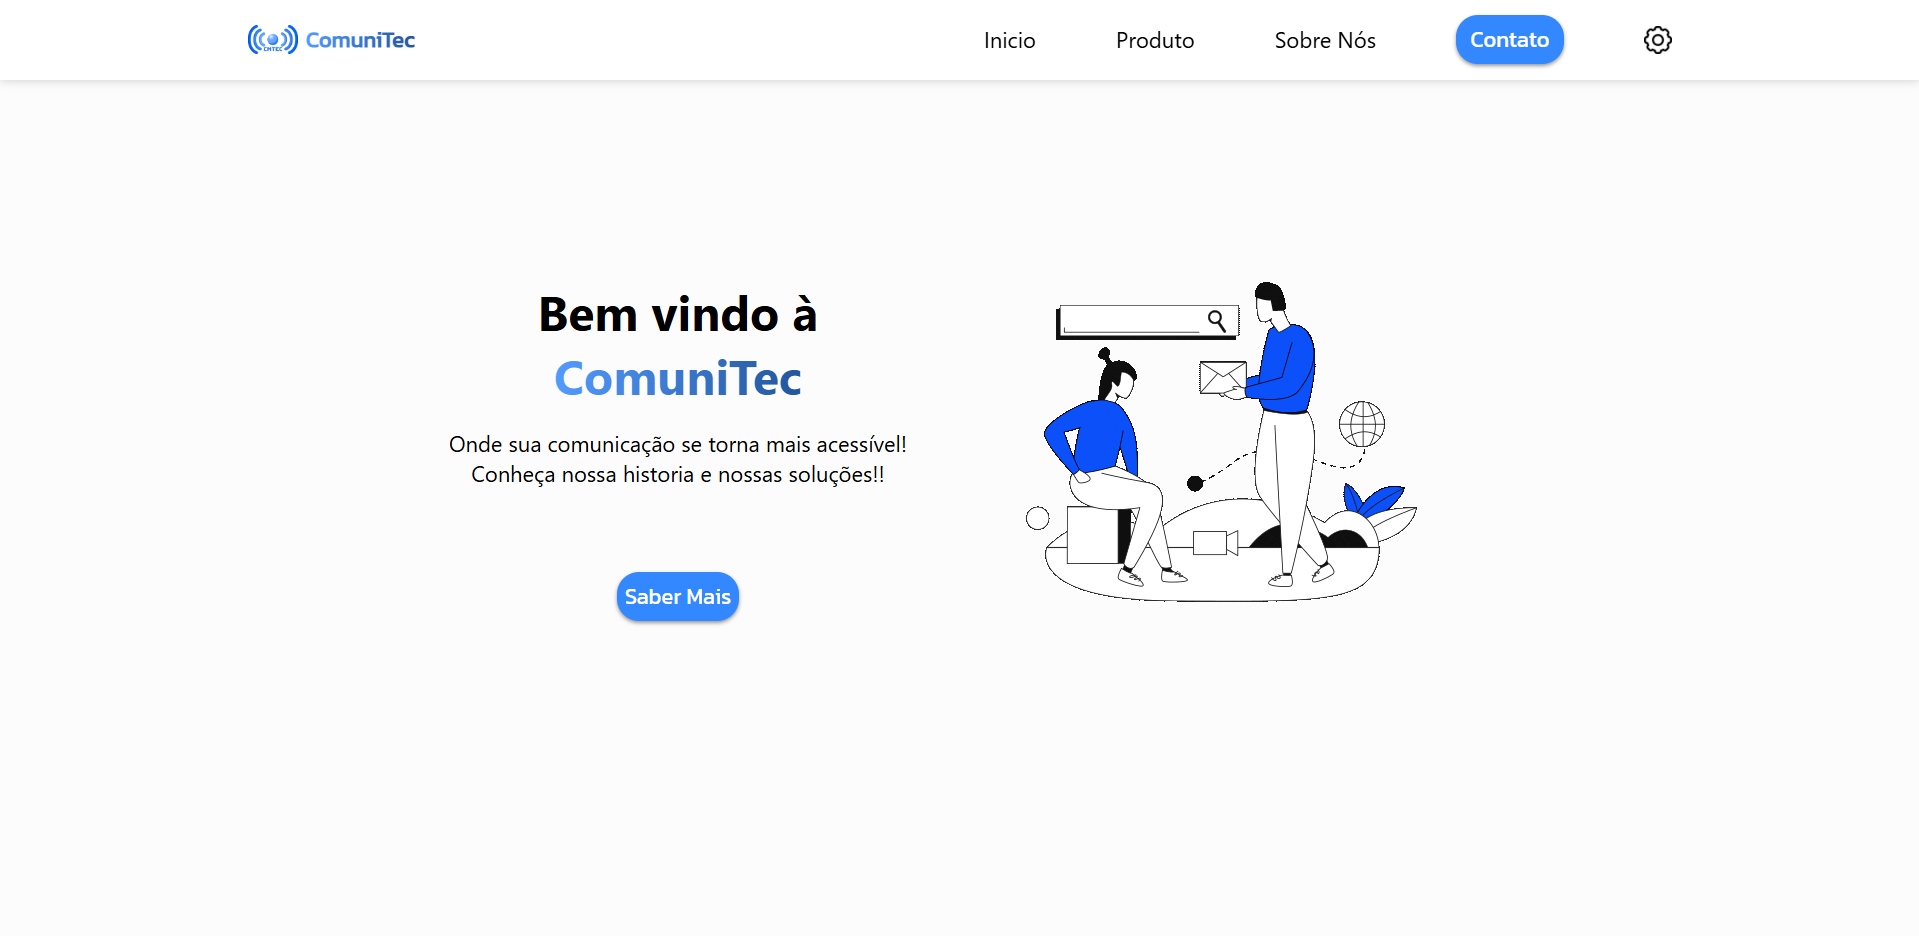 CMTEC
ComuniTec
Inicio
Produto
Sobre Nós
Contato
Bem vindo à
ComuniTec
Onde sua comunicação se torna mais acessível!
Conheça nossa historia e nossas soluções!!
Saber Mais